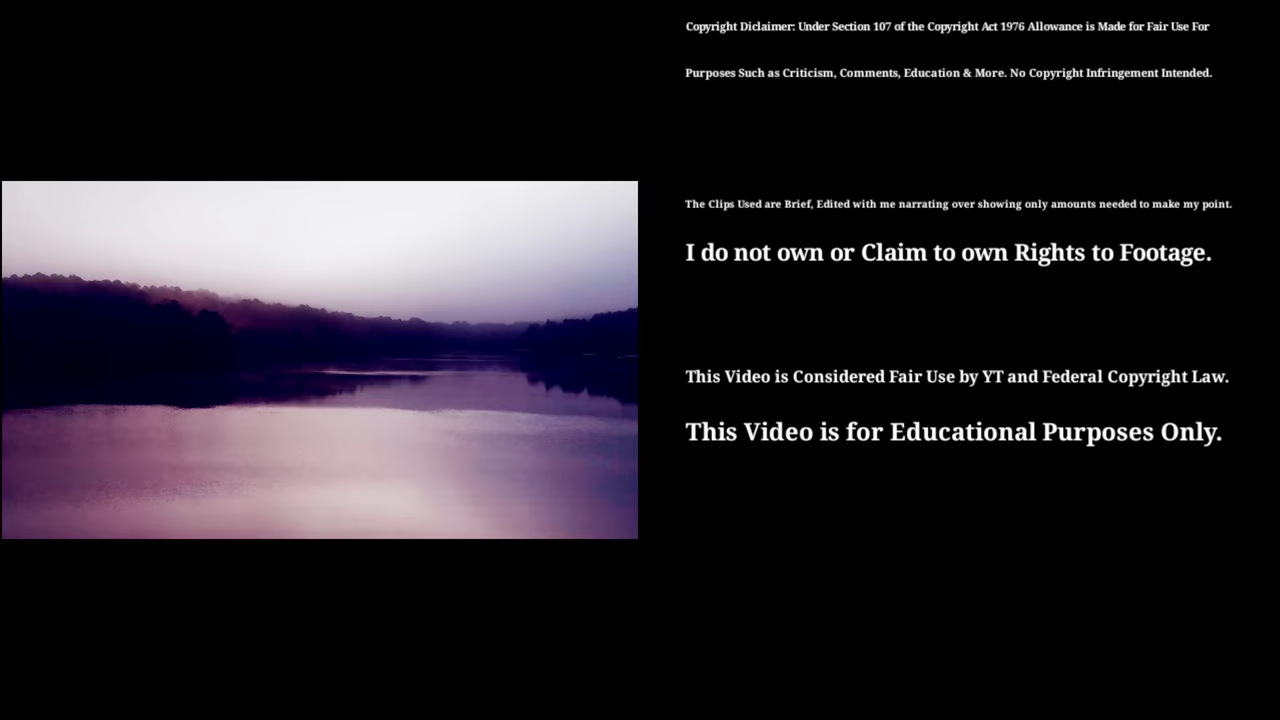 Copyright Diclaimer: Under Section 107 of the Copyright Act 1976 Allowance is Made for Fair Use For
Purposes Such as Criticism, Comments, Education & More. No Copyright Infringement Intended.
The Clips Used are Brief, Edited with me narrating over showing only amounts needed to make my point.
I do not own or Claim to own Rights to Footage.
This Video is Considered Fair Use by YT and Federal Copyright Law.
This Video is for Educational Purposes Only.